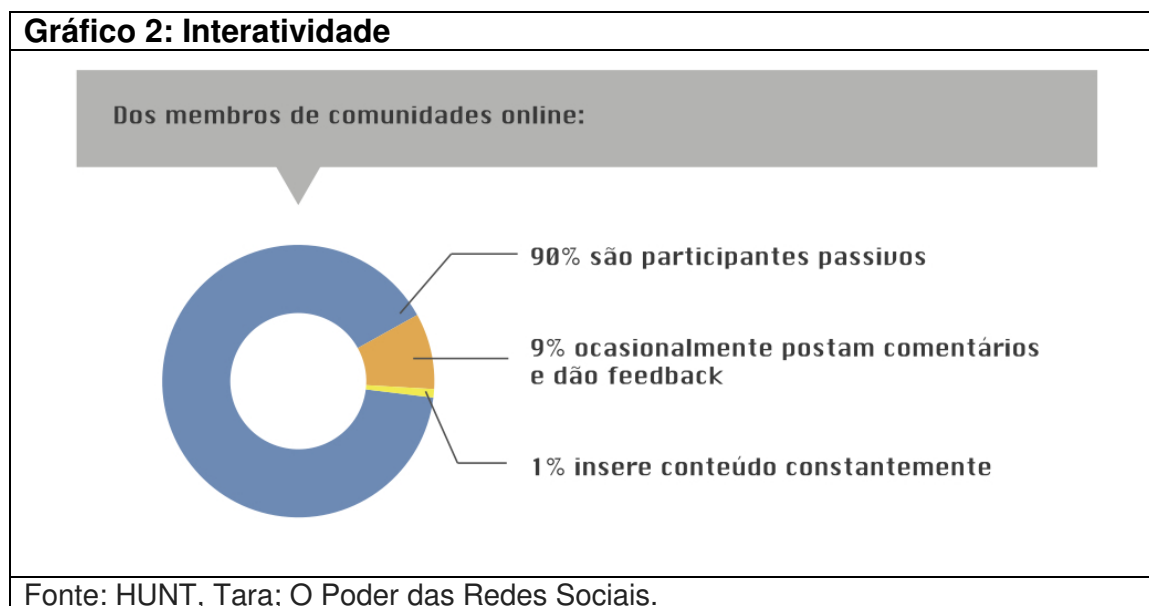 Gráfico 2: Interatividade
Dos membros de comunidades online:
90% são participantes passivos
9% ocasionalmente postam comentários
e dão feedback
1% insere conteúdo constantemente
Fonte: HUNT, Tara; O Poder das Redes Sociais.